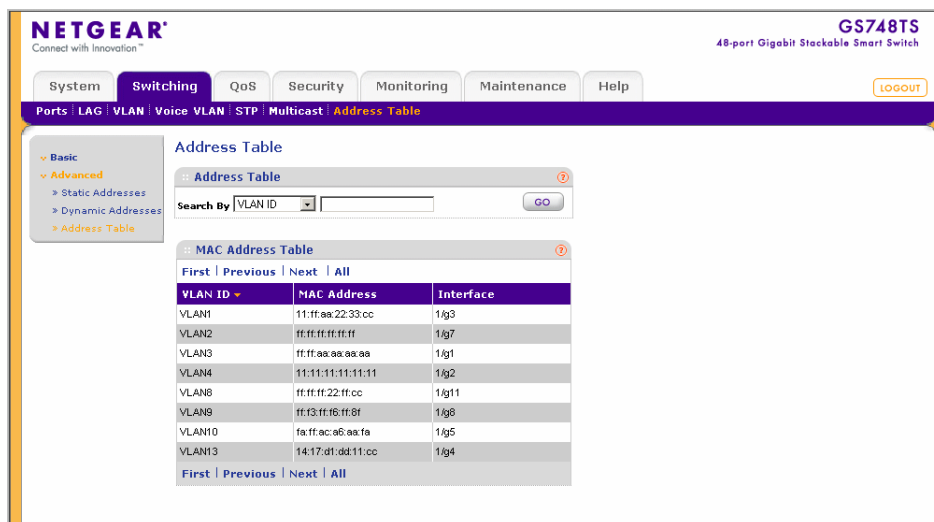 NETGEAR
Connect with Innovation™
GS748TS
48-port Gigabit Stackable Smart Switch
System Switching QoS Security Monitoring Maintenance Help
LOGOUT
Ports LAG VLAN Voice VLAN STP Multicast Address Table
Basic
Advanced
» Static Addresses
» Dynamic Addresses
» Address Table
Address Table
Address Table ?
Search By VLAN ID GO
MAC Address Table ?
First | Previous | Next | All
VLAN ID MAC Address Interface
VLAN1 11:ff:aa:22:33:cc 1/g3
VLAN2 ff:ff:ff:ff:ff:ff 1/g7
VLAN3 ff:ff:aa:aa:aa:aa 1/g1
VLAN4 11:11:11:11:11:11 1/g2
VLAN8 ff:ff:ff:22:ff:cc 1/g11
VLAN9 ff:f3:ff:f6:ff:8f 1/g8
VLAN10 fa:ff:ac:a6:aa:fa 1/g5
VLAN13 14:17:d1:dd:11:cc 1/g4
First | Previous | Next | All